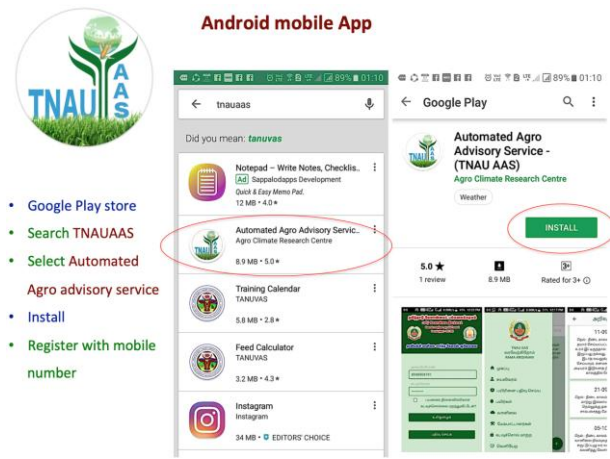 Android mobile App
TNAU
AAS
• Google Play store
• Search TNAUAAS
• Select Automated
Agro advisory service
• Install
• Register with mobile
number
89% 01:10
tnauaas
Did you mean: tanuvas
Notepad – Write Notes, Checklis..
Ad Sappalodapps Development
Quick & Easy Memo Pad.
12 MB • 4.0★
Automated Agro Advisory Servic..
Agro Climate Research Centre
8.9 MB • 5.0★
Training Calendar
TANUVAS
5.8 MB • 2.8★
Feed Calculator
TANUVAS
3.2 MB • 4.3★
Instagram
Instagram
34 MB • EDITORS' CHOICE
89% 01:10
Google Play
Automated Agro
Advisory Service -
(TNAU AAS)
Agro Climate Research Centre
Weather
INSTALL
5.0 ★
1 review
8.9 MB
3+
Rated for 3+